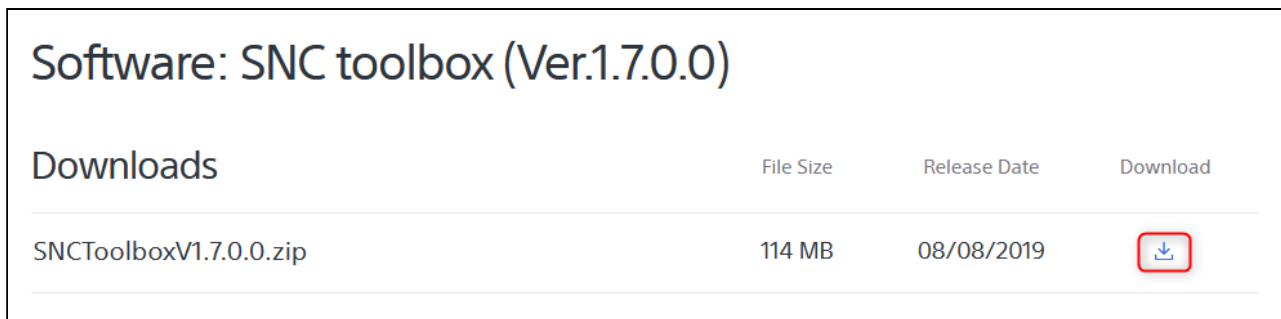 Software: SNC toolbox (Ver.1.7.0.0)
Downloads File Size Release Date Download
SNCToolboxV1.7.0.0.zip 114 MB 08/08/2019